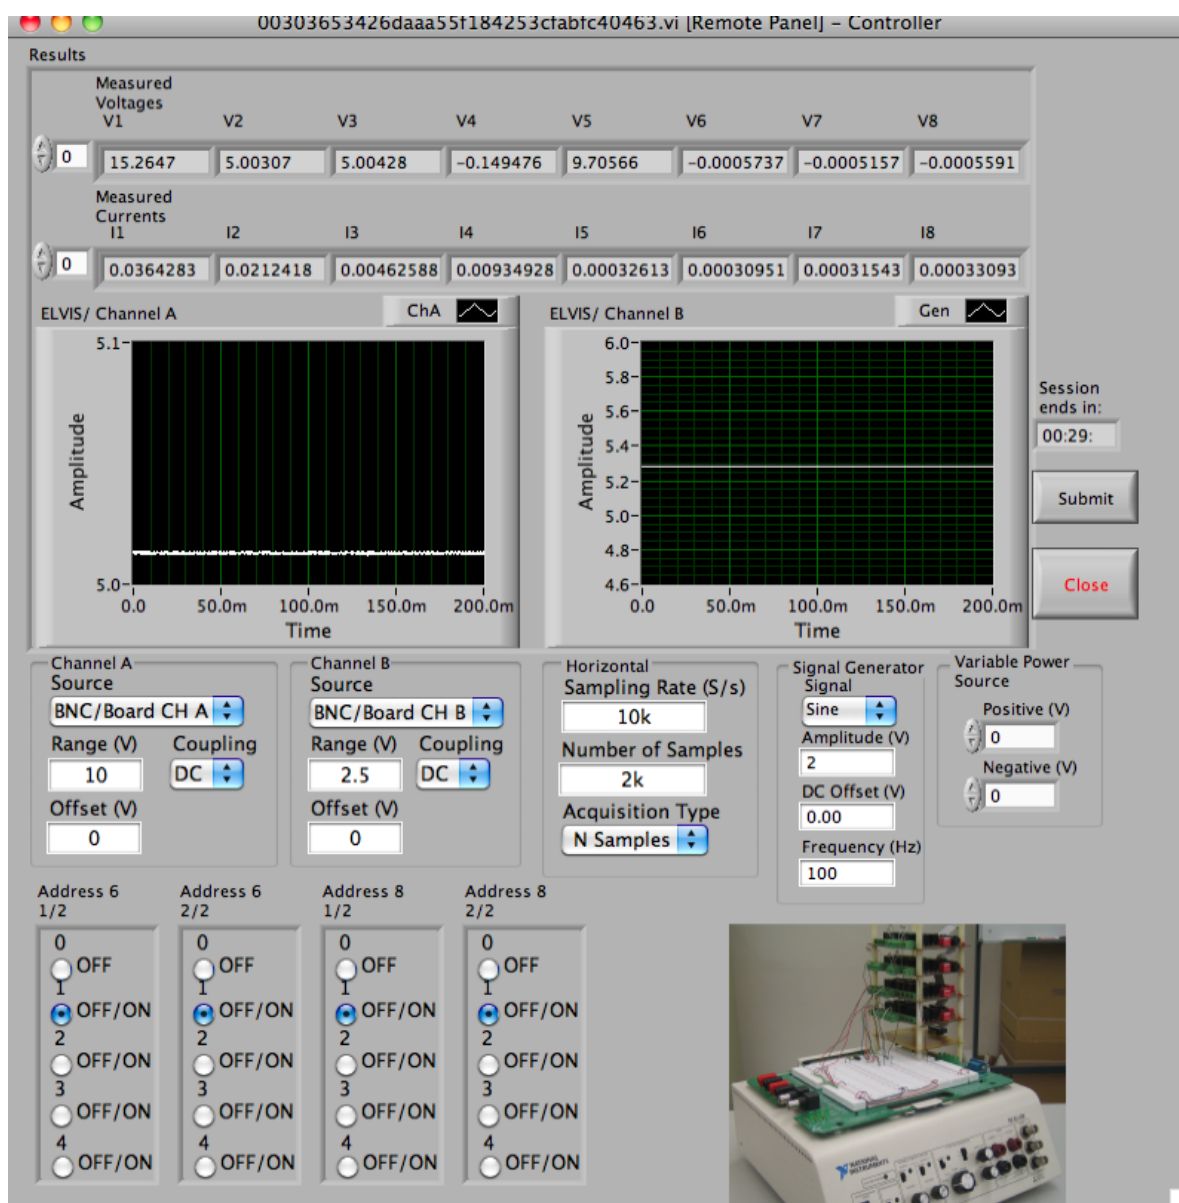 00303653426daaa55f184253cfabfc40463.vi [Remote Panel] – Controller
Results
Measured
Voltages
V1 V2 V3 V4 V5 V6 V7 V8
0 15.2647 5.00307 5.00428 −0.149476 9.70566 −0.0005737 −0.0005157 −0.0005591
Measured
Currents
I1 I2 I3 I4 I5 I6 I7 I8
0 0.0364283 0.0212418 0.00462588 0.00934928 0.00032613 0.00030951 0.00031543 0.00033093
ELVIS/ Channel A ChA
5.1
Amplitude
5.0
0.0 50.0m 100.0m 150.0m 200.0m
Time
ELVIS/ Channel B Gen
6.0
5.8
5.6
5.4
5.2
5.0
4.8
4.6
Amplitude
0.0 50.0m 100.0m 150.0m 200.0m
Time
Session
ends in:
00:29:
Submit
Close
Channel A
Source
BNC/Board CH A
Range (V) Coupling
10 DC
Offset (V)
0
Channel B
Source
BNC/Board CH B
Range (V) Coupling
2.5 DC
Offset (V)
0
Horizontal
Sampling Rate (S/s)
10k
Number of Samples
2k
Acquisition Type
N Samples
Signal Generator
Signal
Sine
Amplitude (V)
2
DC Offset (V)
0.00
Frequency (Hz)
100
Variable Power
Source
Positive (V)
0
Negative (V)
0
Address 6
1/2
0
OFF
1
OFF/ON
2
OFF/ON
3
OFF/ON
4
OFF/ON
Address 6
2/2
0
OFF
1
OFF/ON
2
OFF/ON
3
OFF/ON
4
OFF/ON
Address 8
1/2
0
OFF
1
OFF/ON
2
OFF/ON
3
OFF/ON
4
OFF/ON
Address 8
2/2
0
OFF
1
OFF/ON
2
OFF/ON
3
OFF/ON
4
OFF/ON
NATIONAL
INSTRUMENTS